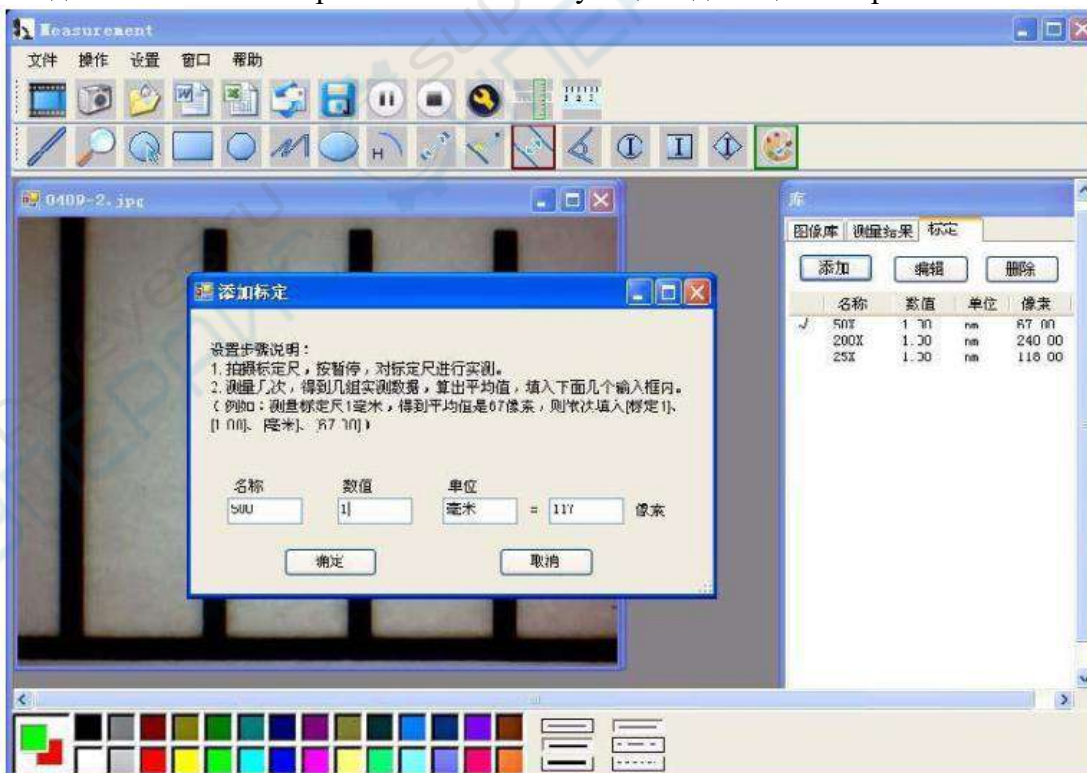 Measurement
文件 操作 设置 窗口 帮助
H
0409-2.jpg
库
图像库 测量结果 标定
添加 编辑 删除
名称 数值 单位 像素
50X 1.00 mm 67.00
200X 1.00 mm 240.00
25X 1.00 mm 118.00
添加标定
设置步骤说明：
1. 拍摄标定尺，按暂停，对标定尺进行实测。
2. 测量几次，得到几组实测数据，算出平均值，填入下面几个输入框内。
（例如：测量标定尺1毫米，得到平均值是67像素，则依次填入[标定1]、
[1.00]、[毫米]、[67.00]）
名称 数值 单位
500 1 毫米 = 117 像素
确定 取消